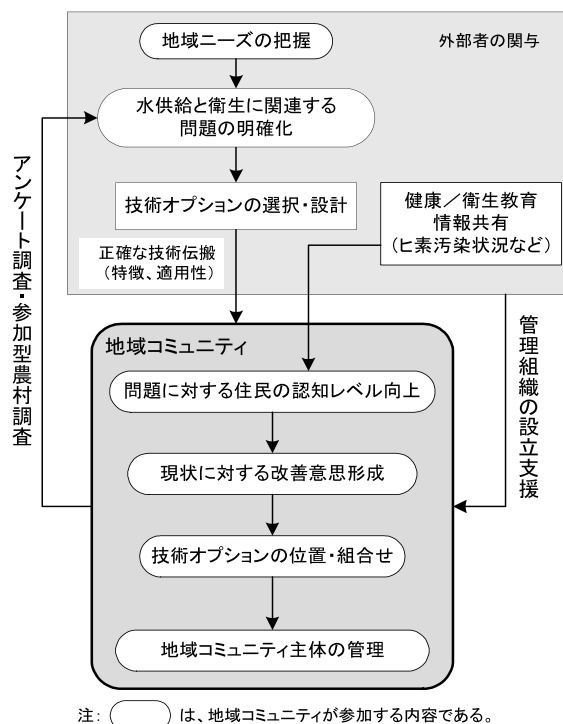 外部者の関与
地域ニーズの把握
水供給と衛生に関連する
問題の明確化
技術オプションの選択・設計
正確な技術伝搬
（特徴、適用性）
健康／衛生教育
情報共有
（ヒ素汚染状況など）
アンケート調査・参加型農村調査
管理組織の設立支援
地域コミュニティ
問題に対する住民の認知レベル向上
現状に対する改善意思形成
技術オプションの位置・組合せ
地域コミュニティ主体の管理
注： は、地域コミュニティが参加する内容である。